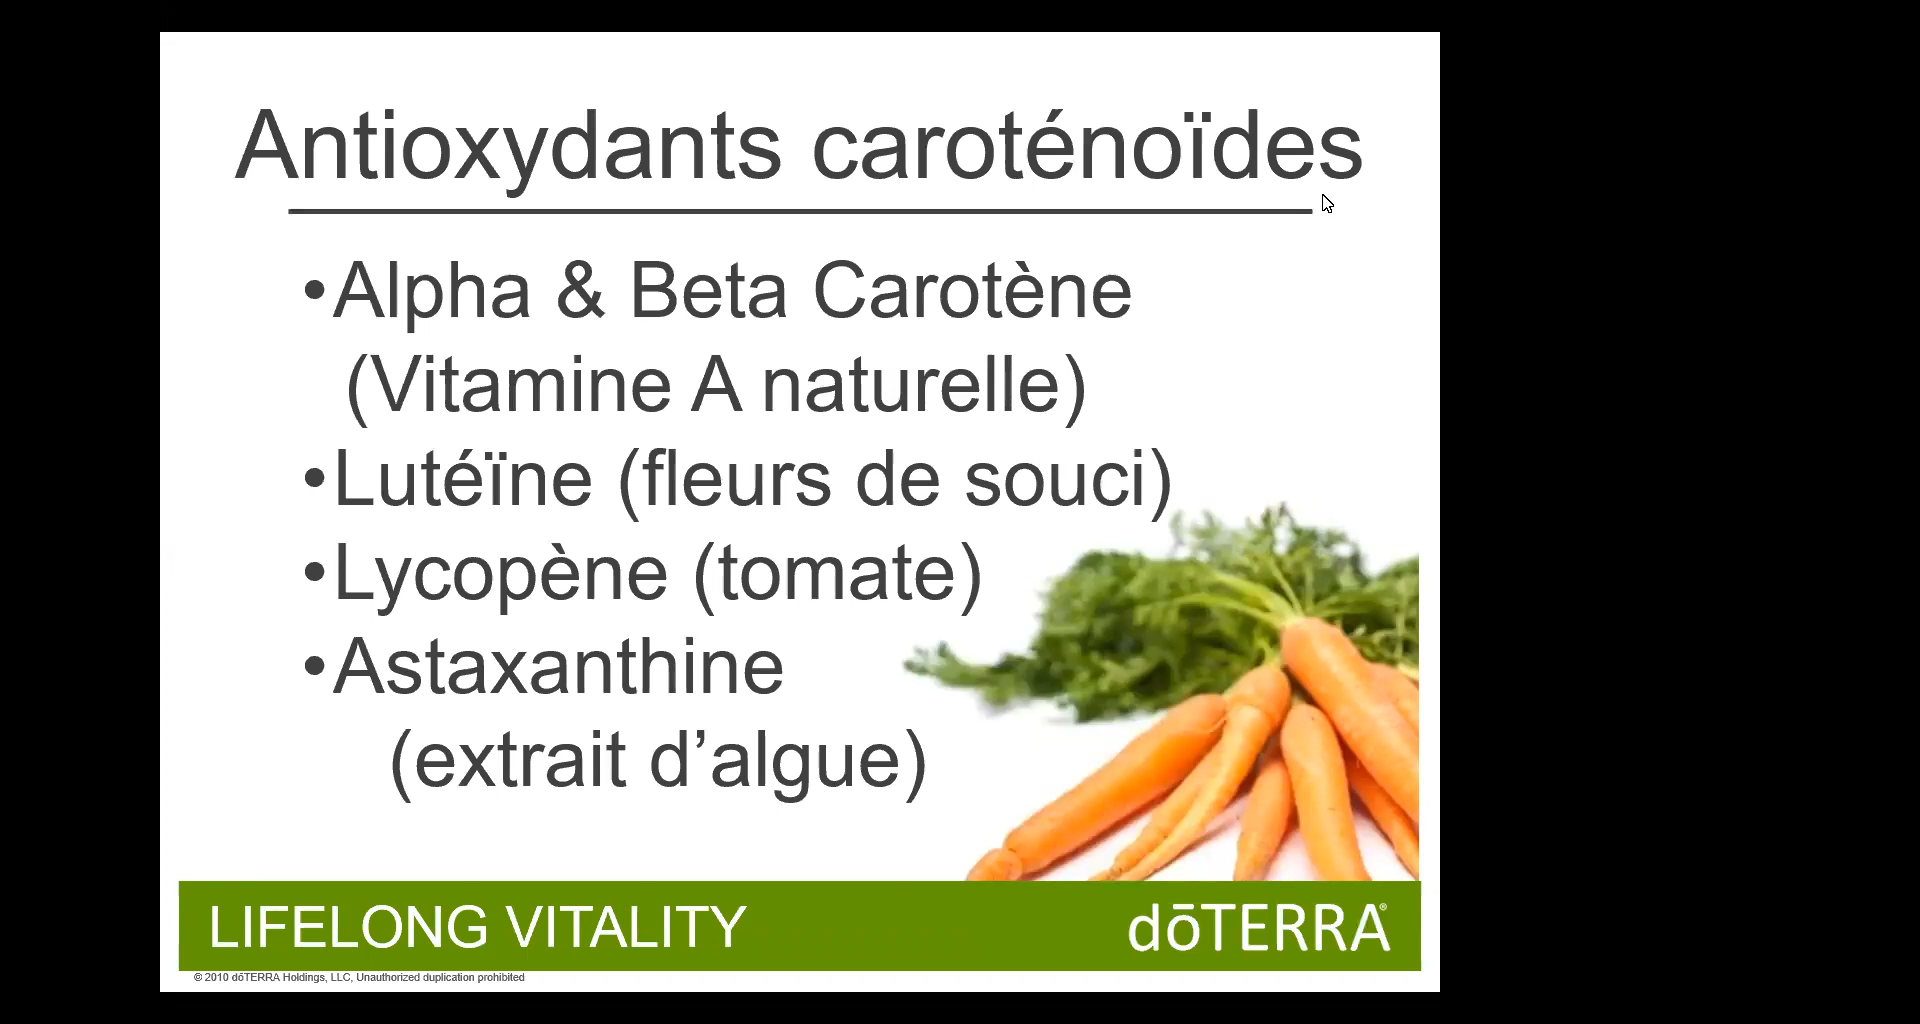 Antioxydants caroténoïdes
•Alpha & Beta Carotène
(Vitamine A naturelle)
•Lutéïne (fleurs de souci)
•Lycopène (tomate)
•Astaxanthine
(extrait d’algue)
LIFELONG VITALITY
dōTERRA®
© 2010 dōTERRA Holdings, LLC, Unauthorized duplication prohibited